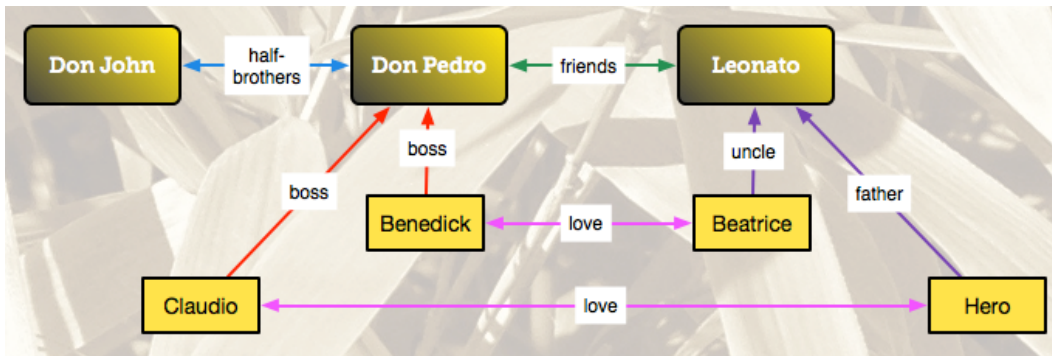 Don John
half-
brothers
Don Pedro
friends
Leonato
boss
boss
uncle
father
Benedick
love
Beatrice
Claudio
love
Hero